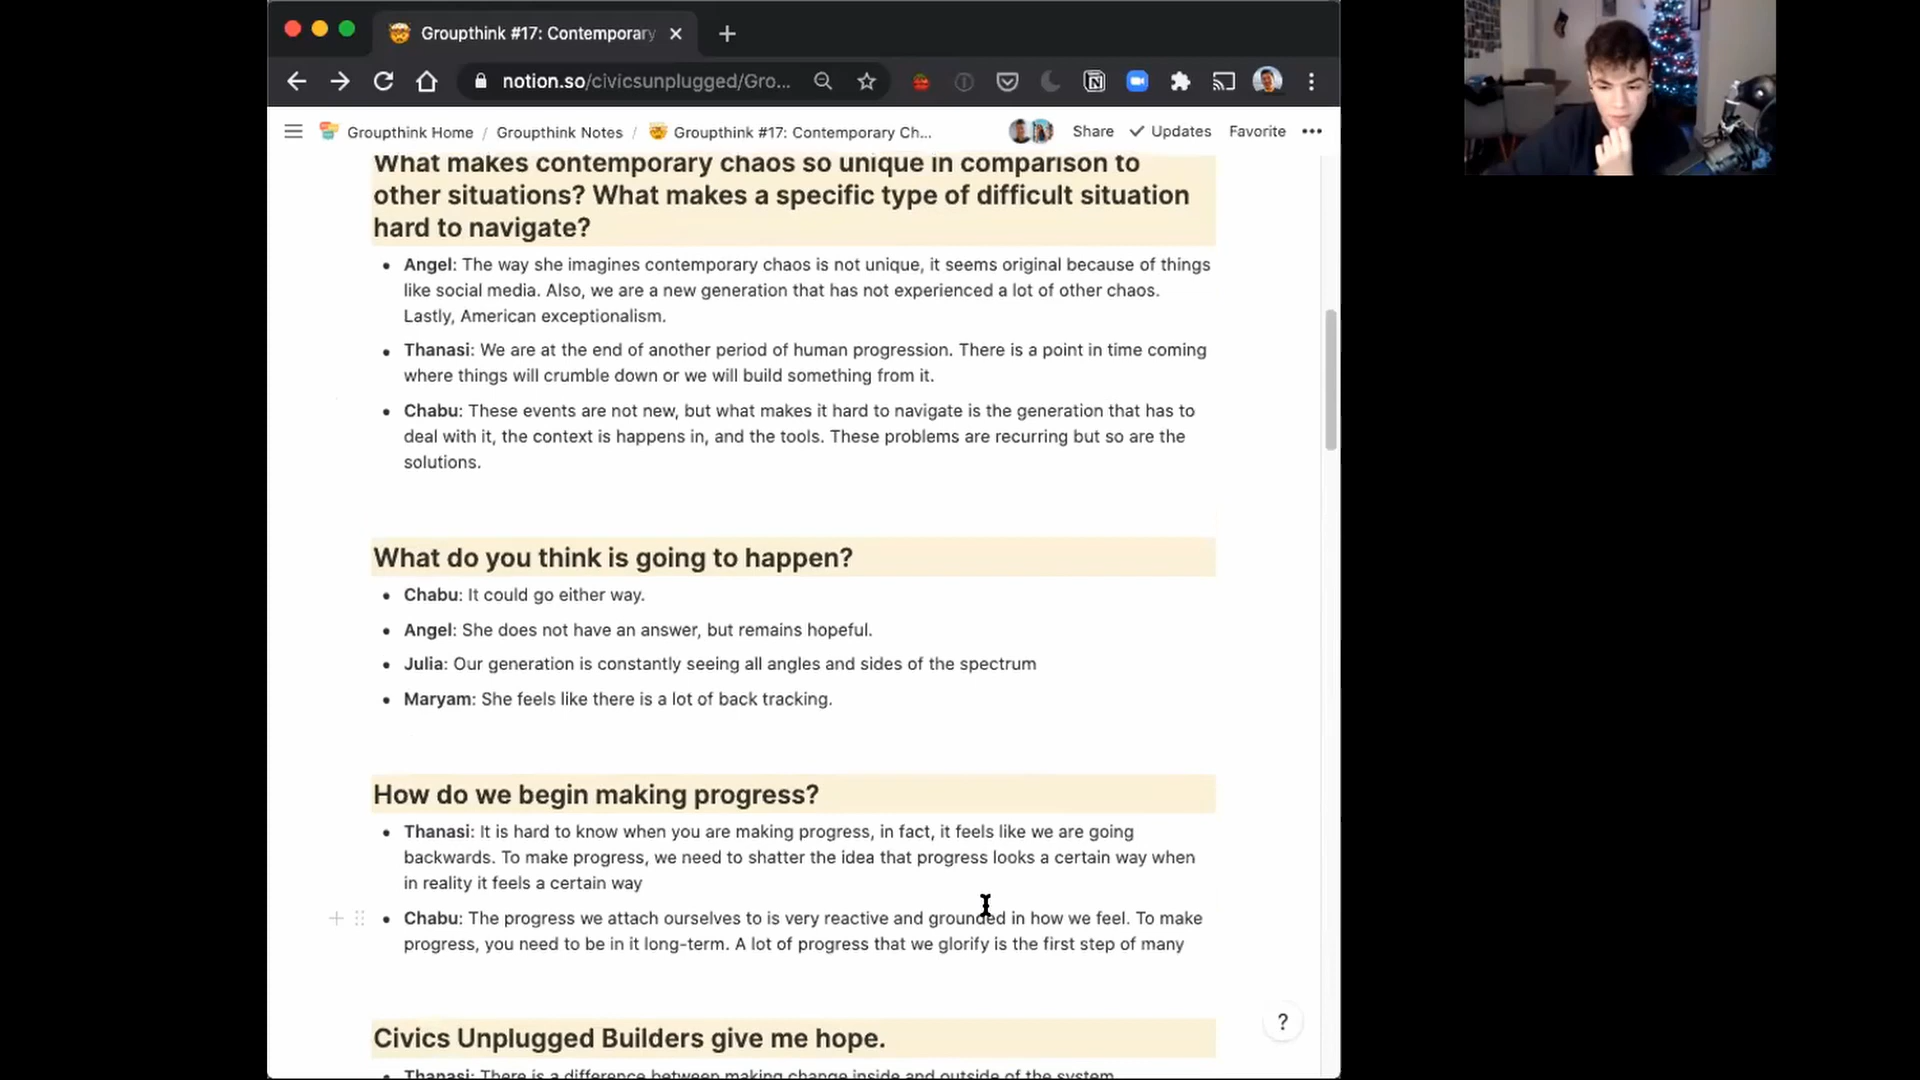 Groupthink #17: Contemporary
notion.so/civicsunplugged/Gro...
Groupthink Home / Groupthink Notes / Groupthink #17: Contemporary Ch...
Share Updates Favorite
What makes contemporary chaos so unique in comparison to
other situations? What makes a specific type of difficult situation
hard to navigate?
• Angel: The way she imagines contemporary chaos is not unique, it seems original because of things
like social media. Also, we are a new generation that has not experienced a lot of other chaos.
Lastly, American exceptionalism.
• Thanasi: We are at the end of another period of human progression. There is a point in time coming
where things will crumble down or we will build something from it.
• Chabu: These events are not new, but what makes it hard to navigate is the generation that has to
deal with it, the context is happens in, and the tools. These problems are recurring but so are the
solutions.
What do you think is going to happen?
• Chabu: It could go either way.
• Angel: She does not have an answer, but remains hopeful.
• Julia: Our generation is constantly seeing all angles and sides of the spectrum
• Maryam: She feels like there is a lot of back tracking.
How do we begin making progress?
• Thanasi: It is hard to know when you are making progress, in fact, it feels like we are going
backwards. To make progress, we need to shatter the idea that progress looks a certain way when
in reality it feels a certain way
• Chabu: The progress we attach ourselves to is very reactive and grounded in how we feel. To make
progress, you need to be in it long-term. A lot of progress that we glorify is the first step of many
?
Civics Unplugged Builders give me hope.
• Thanasi: There is a difference between making change inside and outside of the system